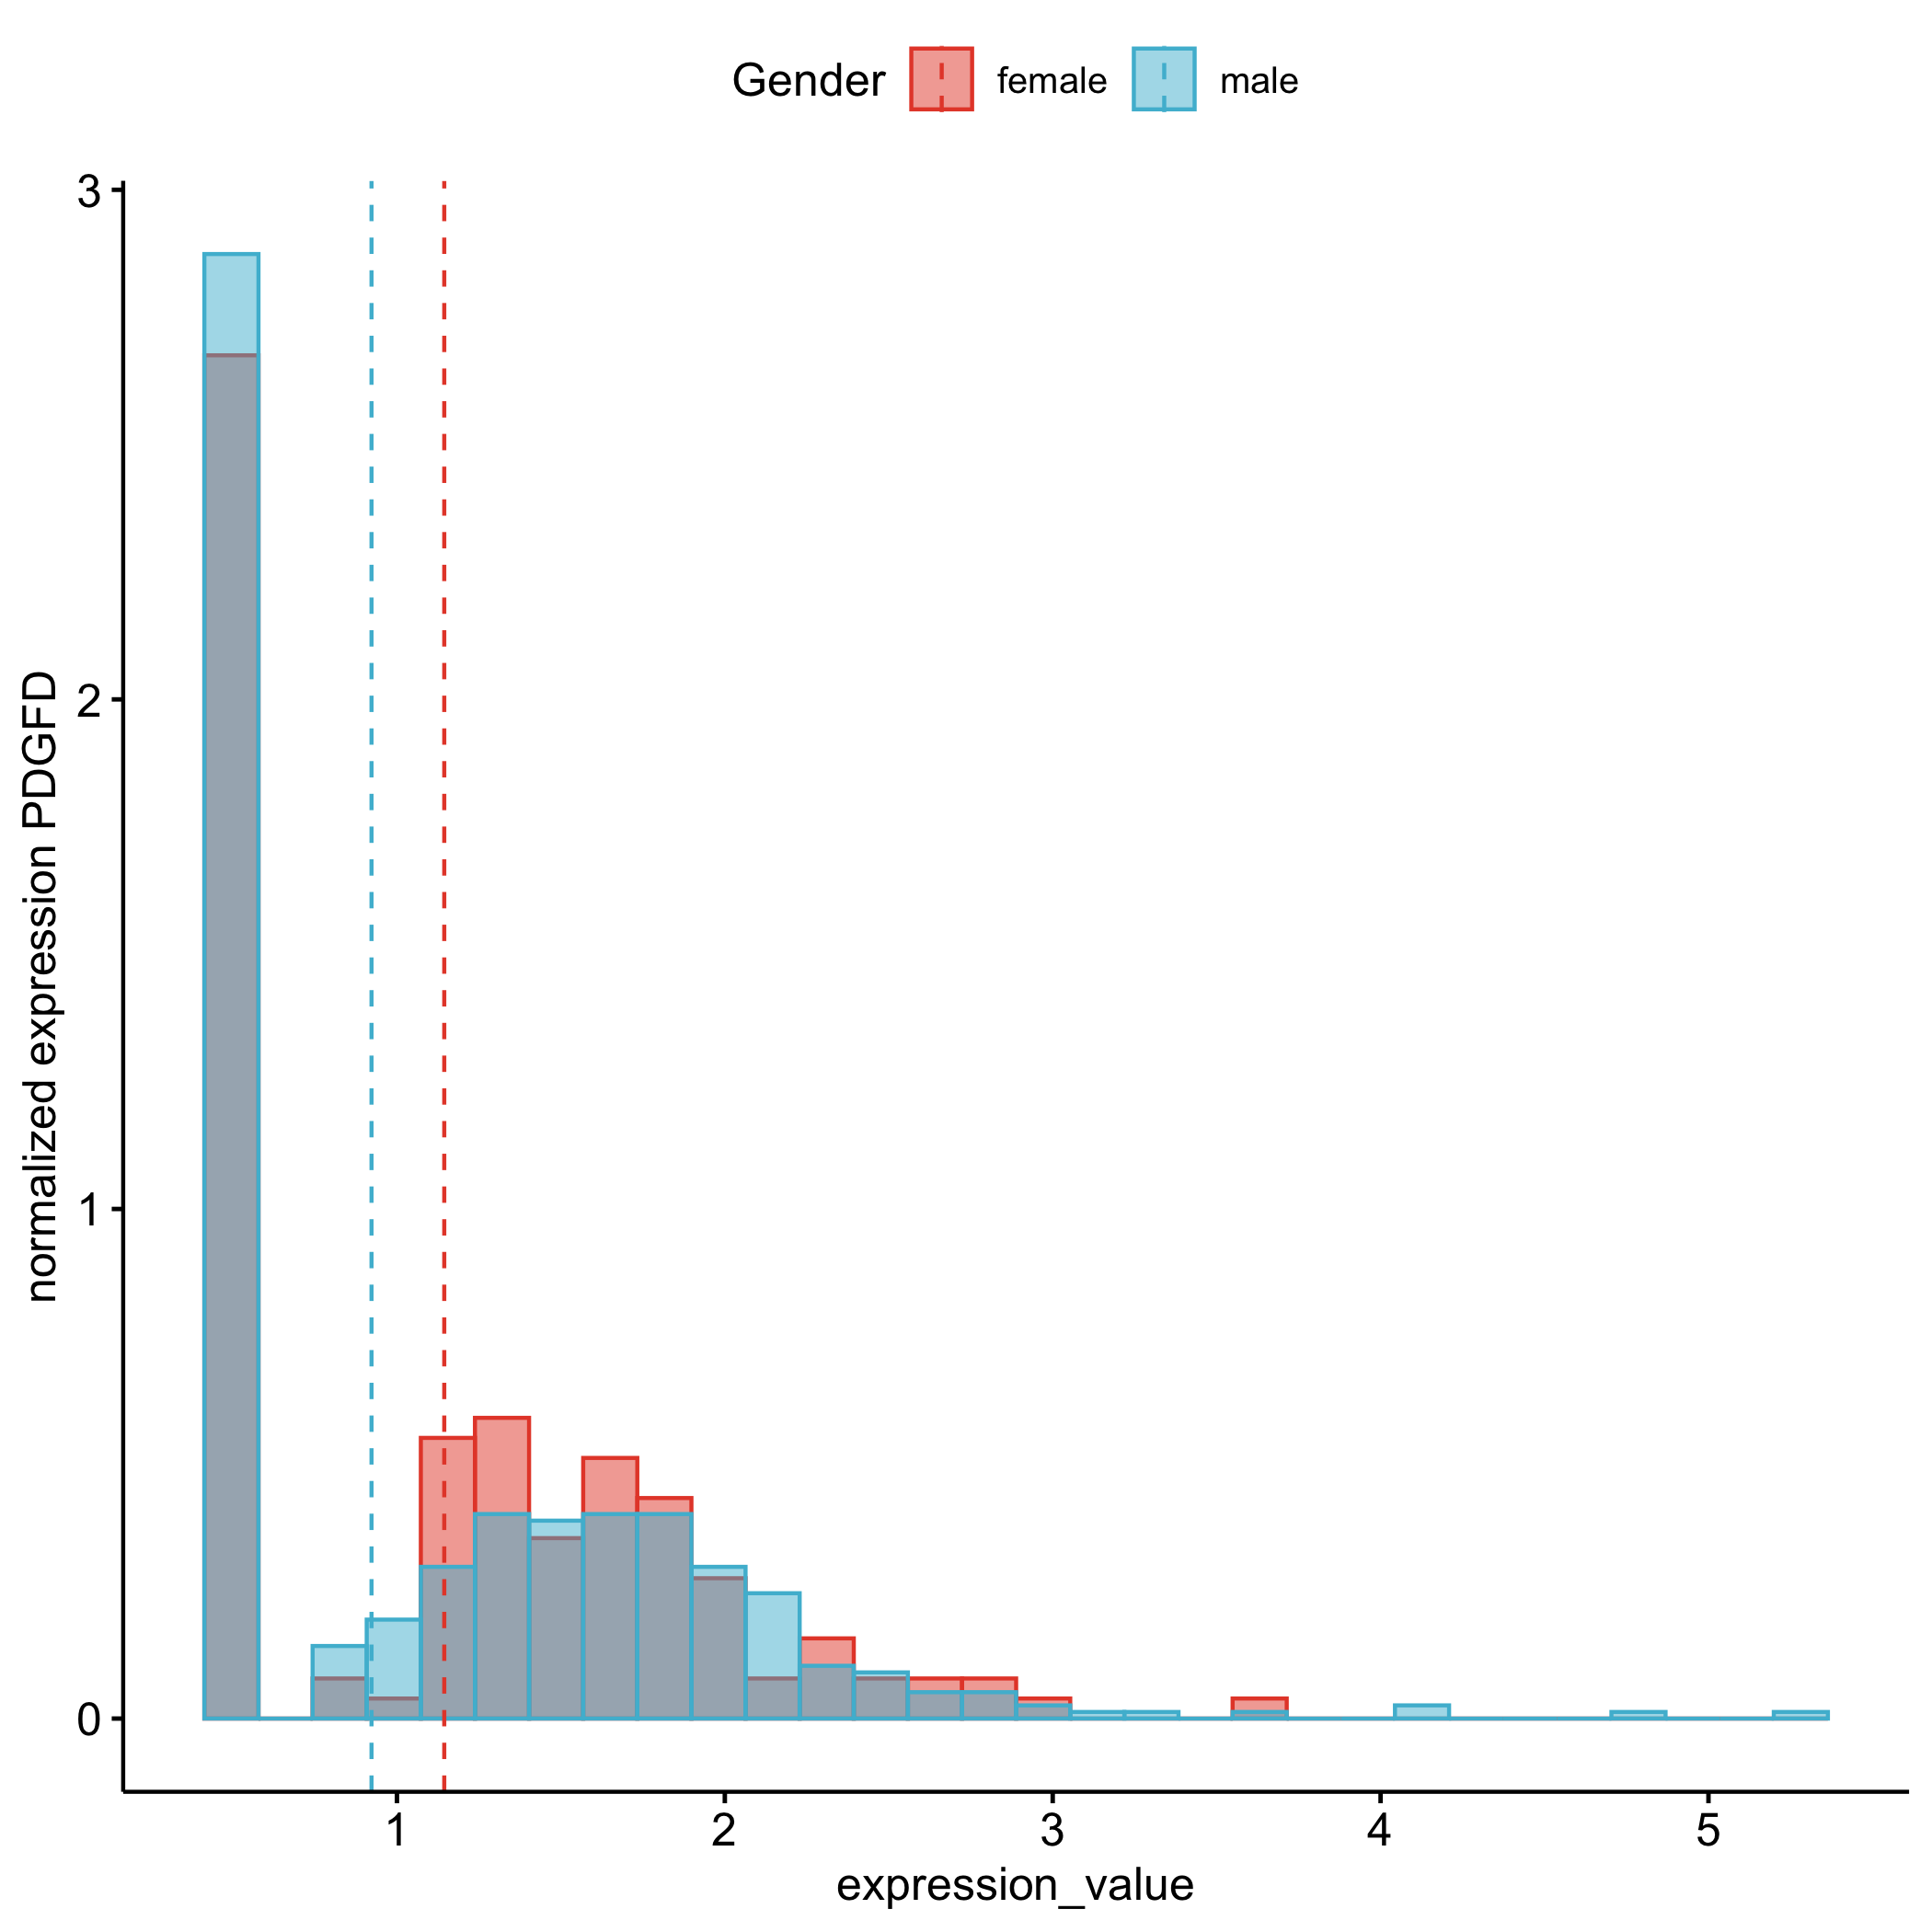 Gender female male
3
2
1
0
normalized expression PDGFD
1 2 3 4 5
expression_value